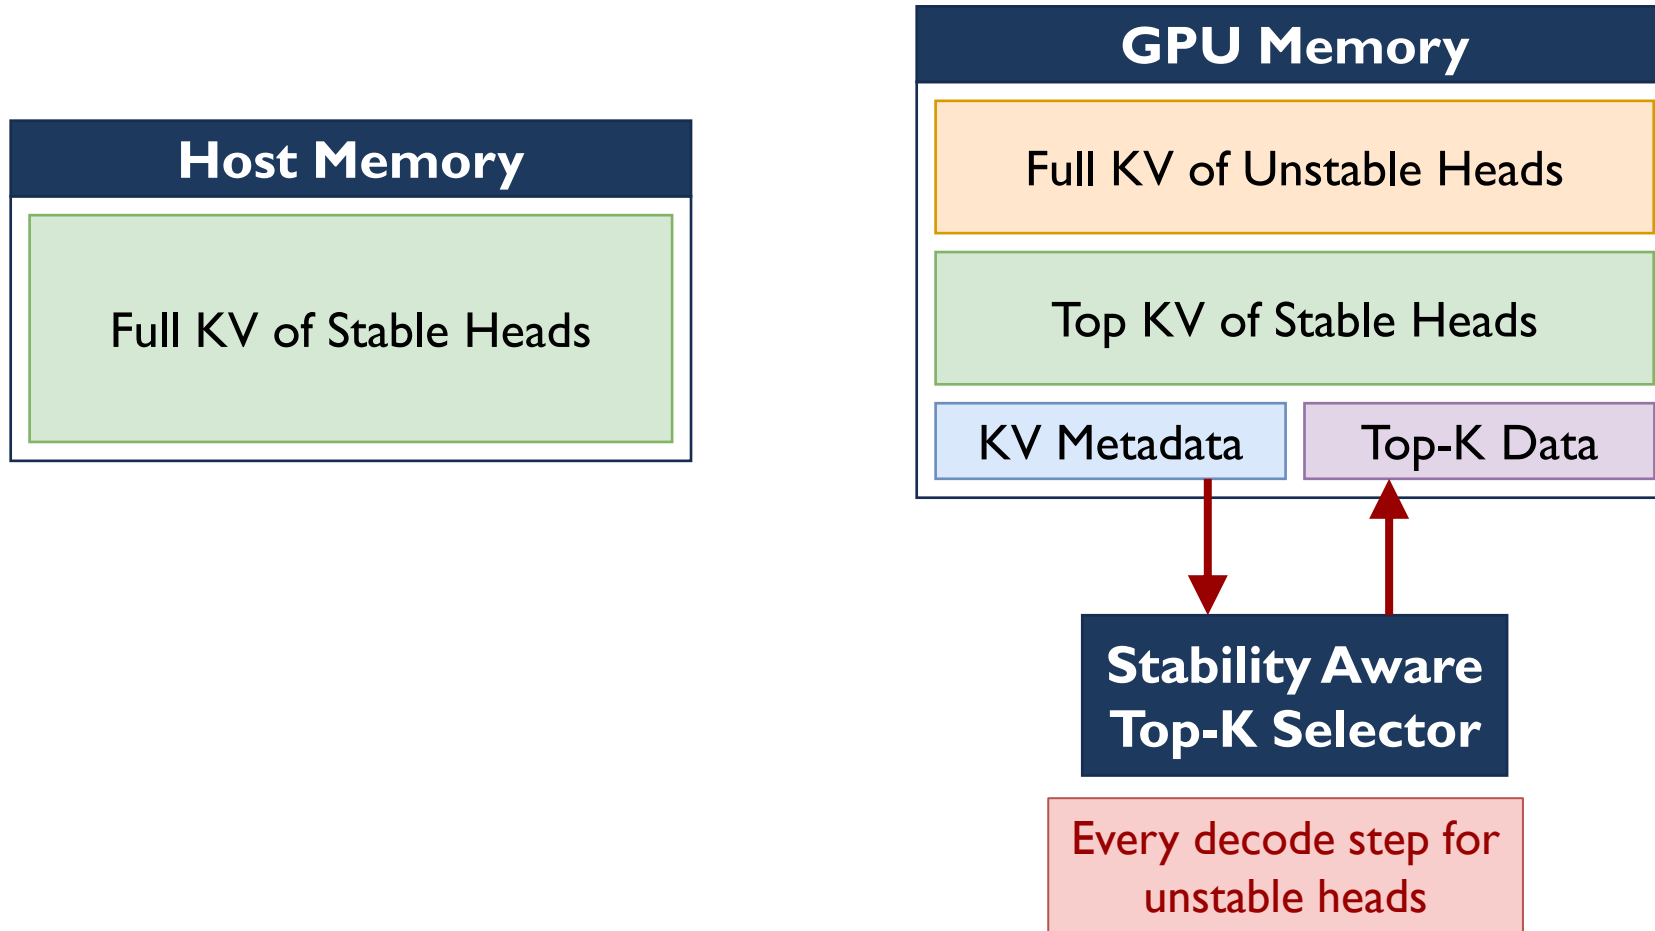 Host Memory
Full KV of Stable Heads
GPU Memory
Full KV of Unstable Heads
Top KV of Stable Heads
KV Metadata
Top-K Data
Stability Aware
Top-K Selector
Every decode step for
unstable heads